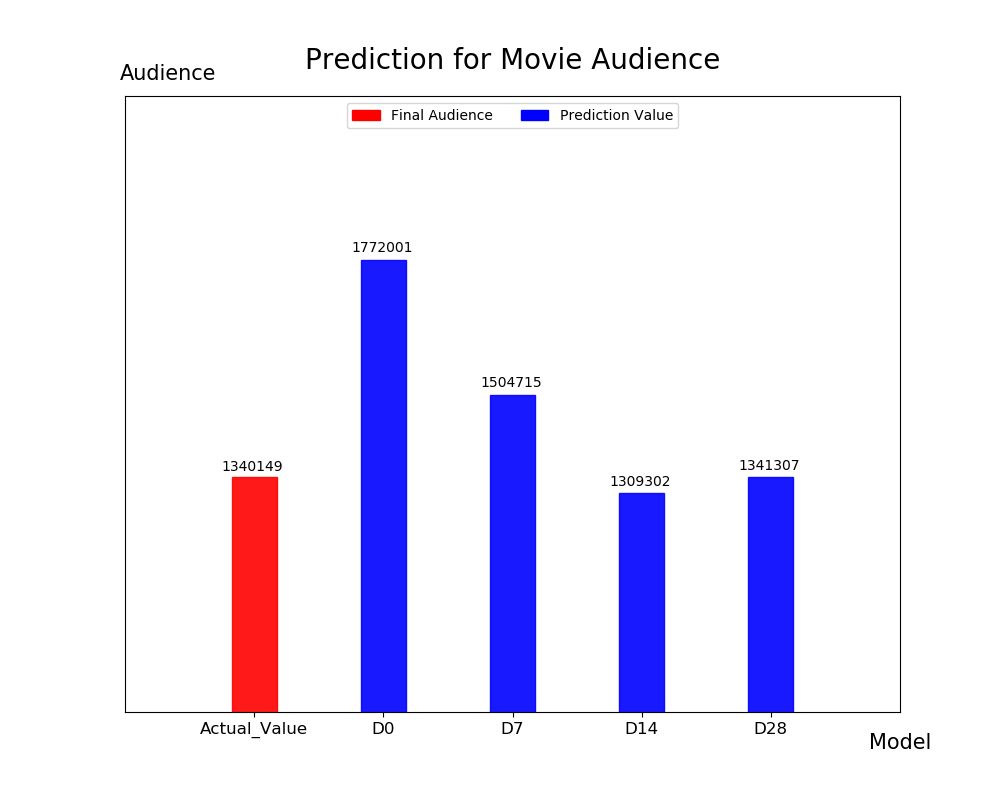 Prediction for Movie Audience
Audience
Final Audience Prediction Value
1772001
1504715
1340149
1309302
1341307
Actual_Value D0 D7 D14 D28
Model